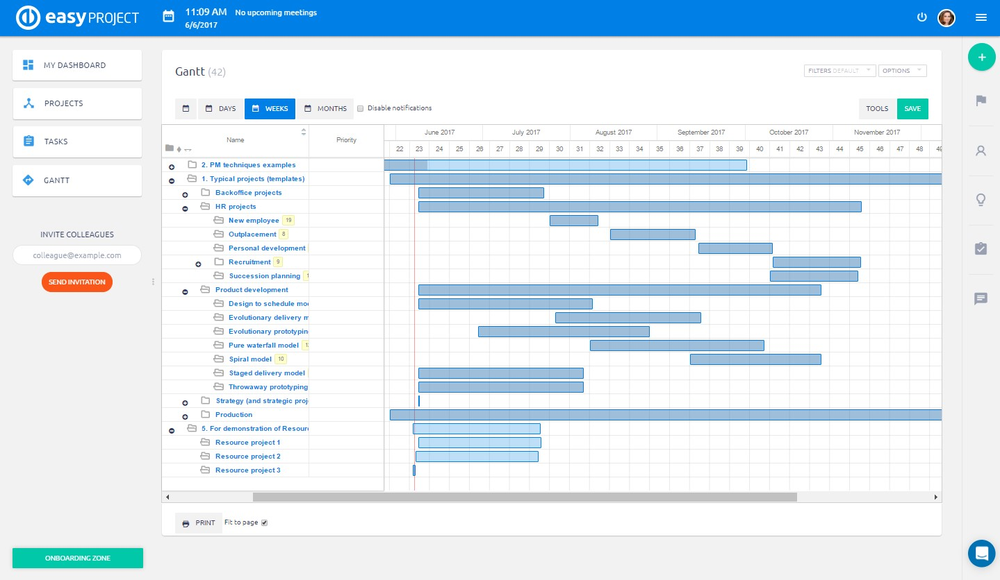 easy PROJECT
11:09 AM No upcoming meetings
6/6/2017
MY DASHBOARD
PROJECTS
TASKS
GANTT
INVITE COLLEAGUES
colleague@example.com
SEND INVITATION
ONBOARDING ZONE
Gantt (42)
FILTERS DEFAULT OPTIONS
DAYS WEEKS MONTHS Disable notifications
TOOLS SAVE
Name Priority
June 2017 July 2017 August 2017 September 2017 October 2017 November 2017
22 23 24 25 26 27 28 29 30 31 32 33 34 35 36 37 38 39 40 41 42 43 44 45 46 47 48 49
2. PM techniques examples
1. Typical projects (templates)
Backoffice projects
HR projects
New employee 19
Outplacement 8
Personal development
Recruitment 9
Succession planning
Product development
Design to schedule
Evolutionary delivery
Evolutionary
Pure waterfall model
Spiral model 10
Staged delivery model
Throwaway prototyping
Strategy (and strategic
Production
5. For demonstration of
Resource project 1
Resource project 2
Resource project 3
PRINT Fit to page